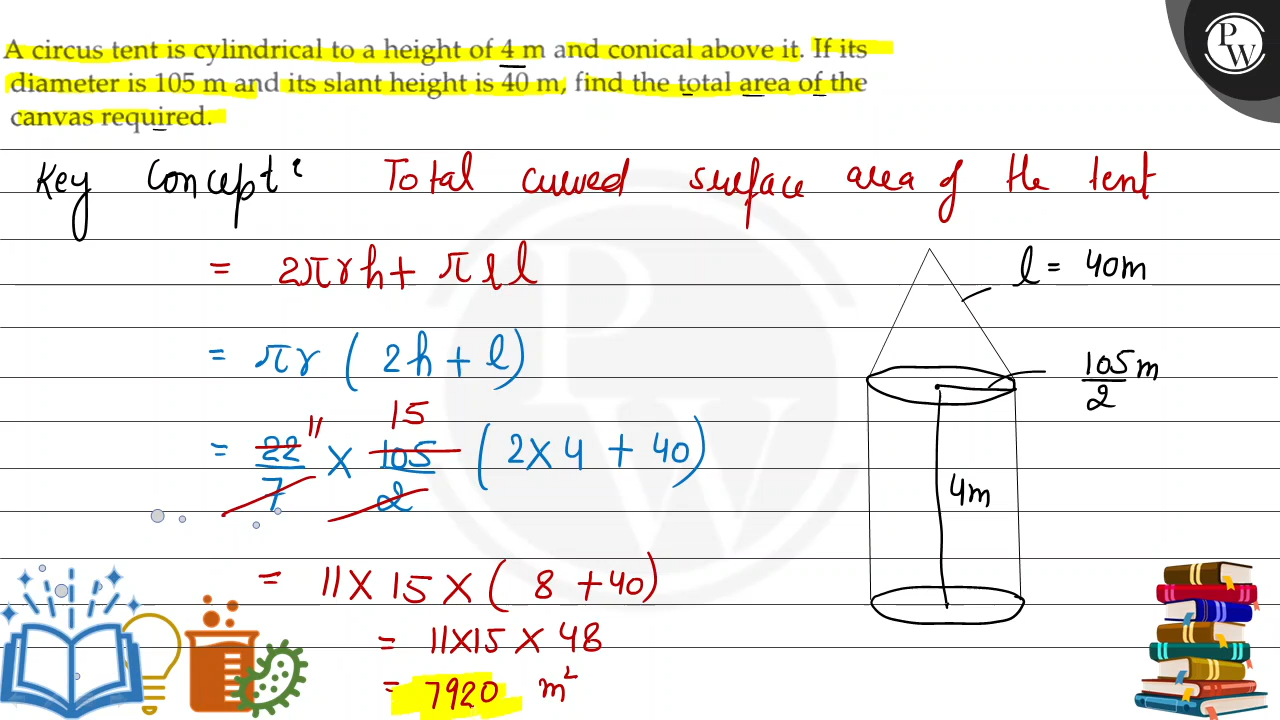 A circus tent is cylindrical to a height of 4 m and conical above it. If its
diameter is 105 m and its slant height is 40 m, find the total area of the
canvas required.
PW
Key Concept: Total curved surface area of the tent
= 2πrh + πrl
l = 40m
= πr (2h + l)
105/2 m
11 15
= 22/7 × 105/2 (2×4 + 40)
4m
= 11 × 15 × (8 + 40)
= 11×15 × 48
= 7920 m²